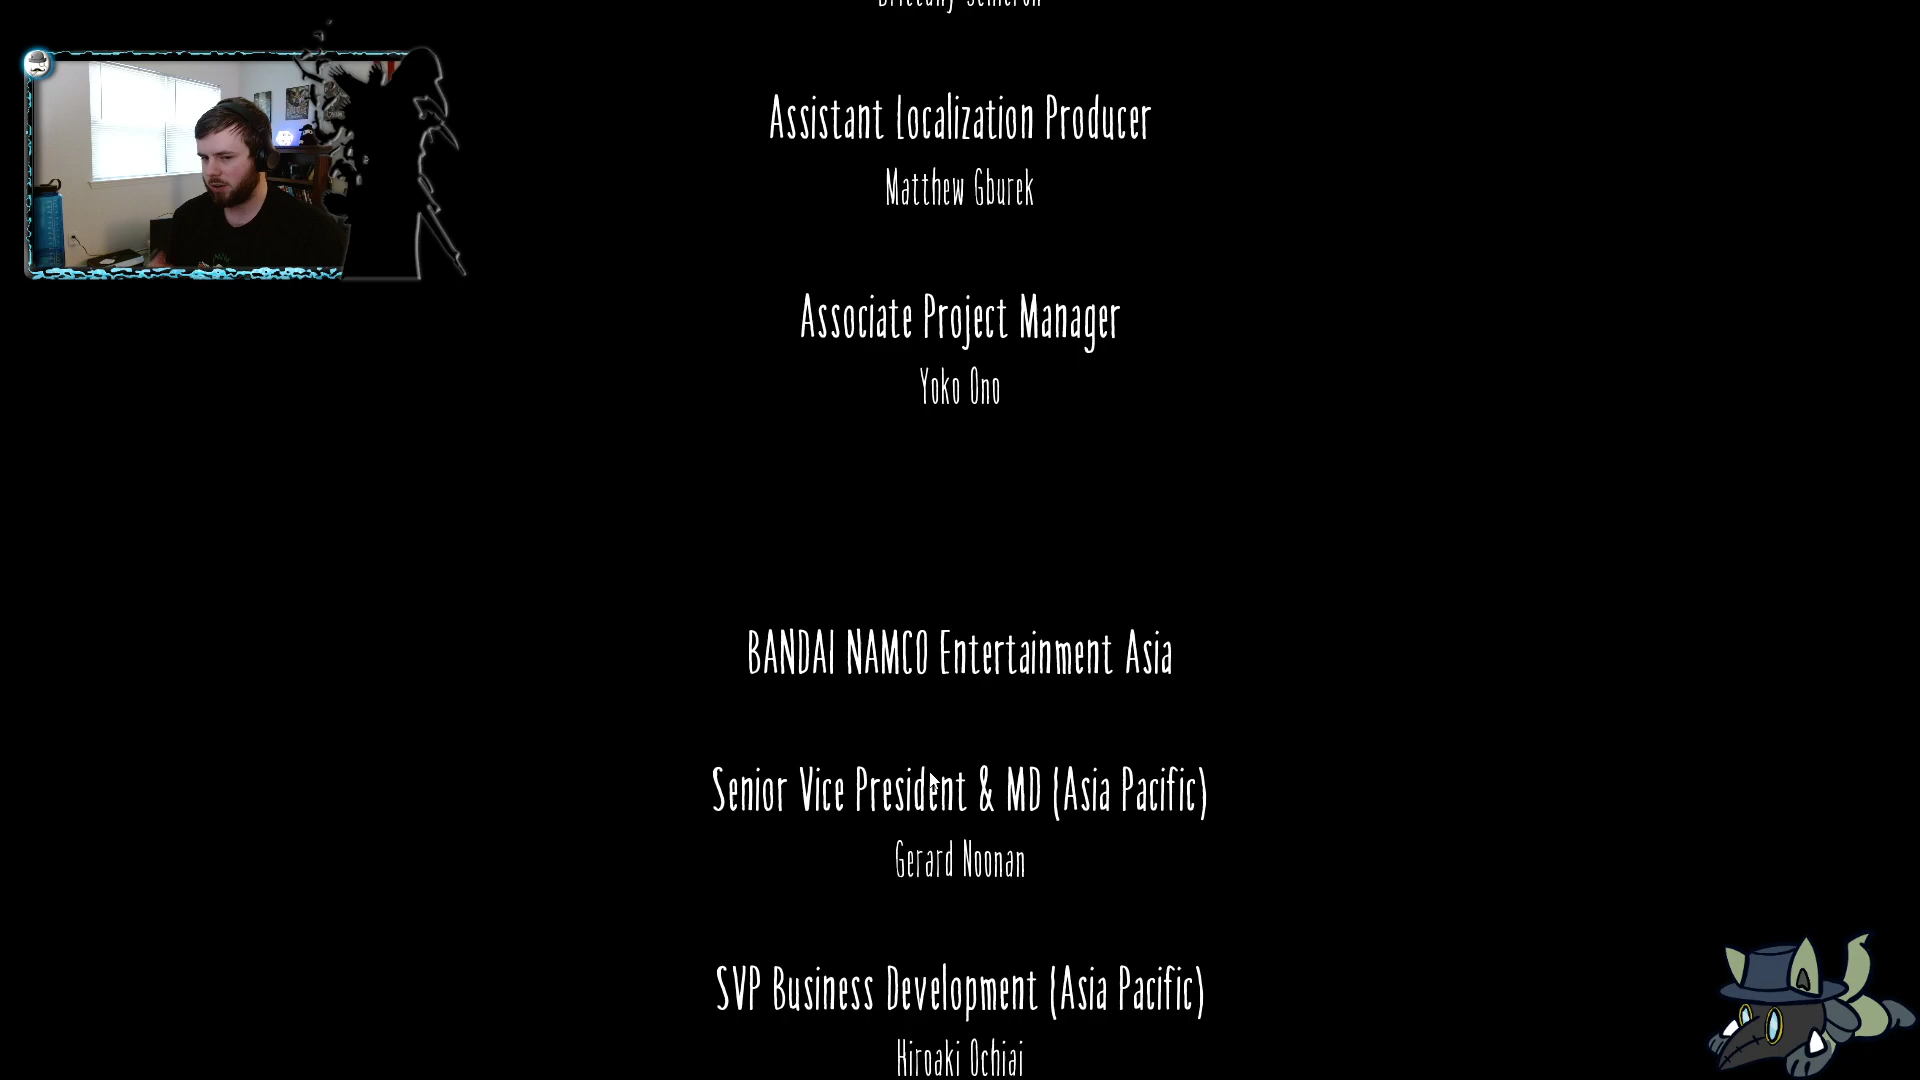 Assistant Localization Producer
Matthew Gburek
Associate Project Manager
Yoko Ono
BANDAI NAMCO Entertainment Asia
Senior Vice President & MD (Asia Pacific)
Gerard Noonan
SVP Business Development (Asia Pacific)
Hiroaki Ochiai